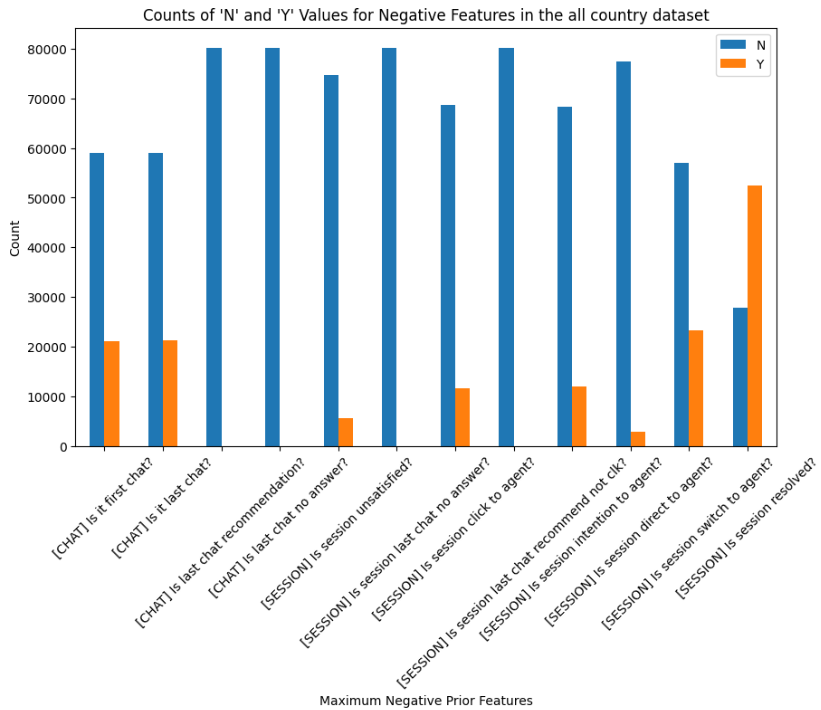 Counts of 'N' and 'Y' Values for Negative Features in the all country dataset
N
Y
80000
70000
60000
50000
40000
30000
20000
10000
0
Count
[CHAT] Is it first chat?
[CHAT] Is it last chat?
[CHAT] Is last chat recommendation?
[CHAT] Is last chat no answer?
[SESSION] Is session unsatisfied?
[SESSION] Is session last chat no answer?
[SESSION] Is session click to agent?
[SESSION] Is session last chat recommend not clk?
[SESSION] Is session intention to agent?
[SESSION] Is session direct to agent?
[SESSION] Is session switch to agent?
[SESSION] Is session resolved?
Maximum Negative Prior Features